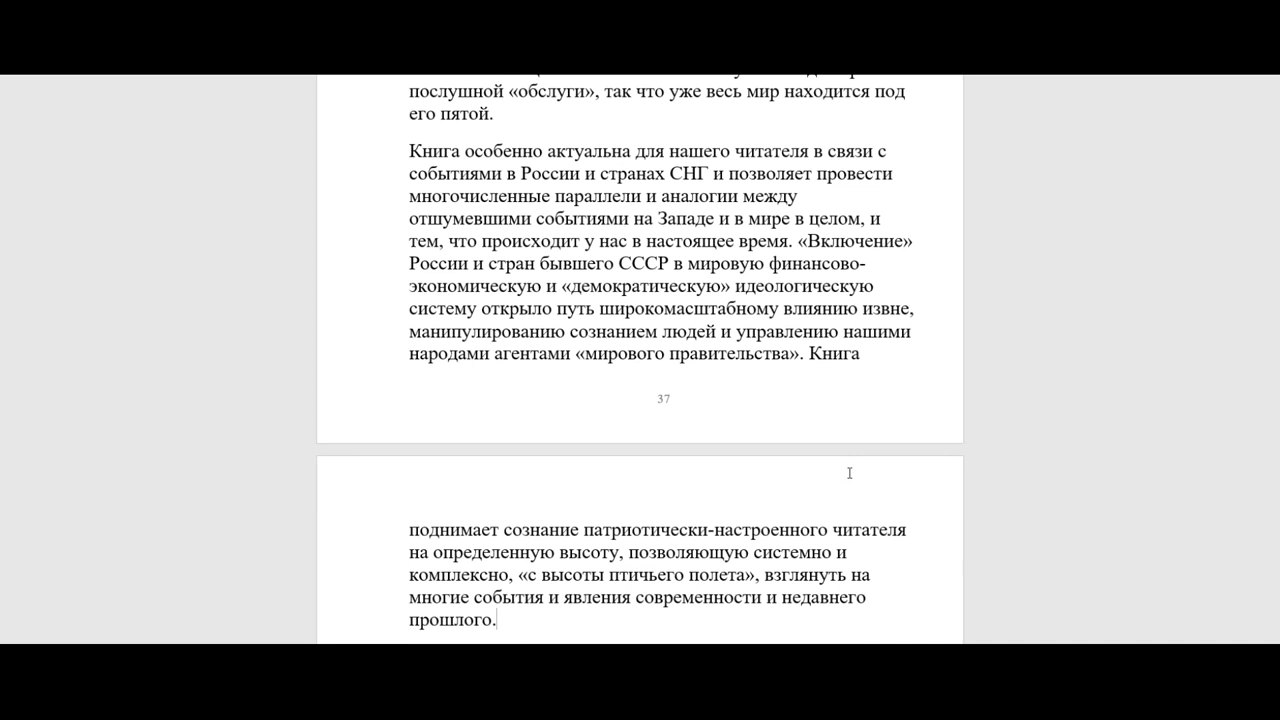 послушной «обслуги», так что уже весь мир находится под
его пятой.
Книга особенно актуальна для нашего читателя в связи с
событиями в России и странах СНГ и позволяет провести
многочисленные параллели и аналогии между
отшумевшими событиями на Западе и в мире в целом, и
тем, что происходит у нас в настоящее время. «Включение»
России и стран бывшего СССР в мировую финансово-
экономическую и «демократическую» идеологическую
систему открыло путь широкомасштабному влиянию извне,
манипулированию сознанием людей и управлению нашими
народами агентами «мирового правительства». Книга
37
поднимает сознание патриотически-настроенного читателя
на определенную высоту, позволяющую системно и
комплексно, «с высоты птичьего полета», взглянуть на
многие события и явления современности и недавнего
прошлого.